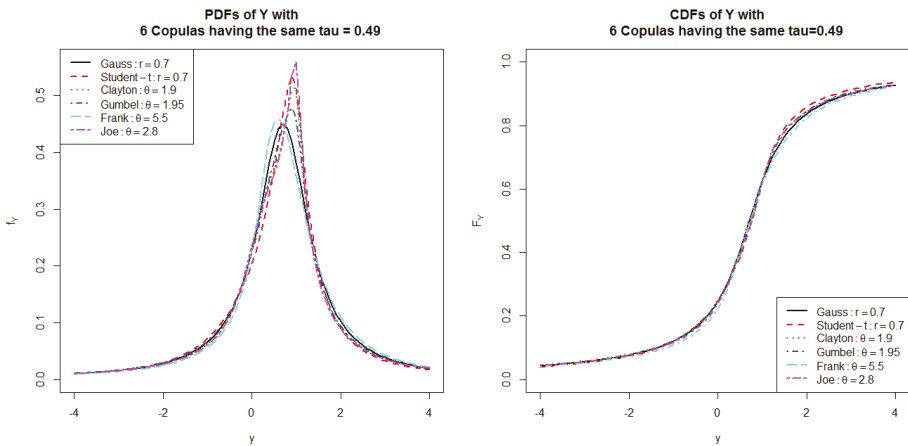 PDFs of Y with
6 Copulas having the same tau = 0.49
Gauss : r = 0.7
Student − t : r = 0.7
Clayton : θ = 1.9
Gumbel : θ = 1.95
Frank : θ = 5.5
Joe : θ = 2.8
f_Y
0.5
0.4
0.3
0.2
0.1
0.0
-4 -2 0 2 4
y
CDFs of Y with
6 Copulas having the same tau=0.49
F_Y
1.0
0.8
0.6
0.4
0.2
0.0
Gauss : r = 0.7
Student − t : r = 0.7
Clayton : θ = 1.9
Gumbel : θ = 1.95
Frank : θ = 5.5
Joe : θ = 2.8
-4 -2 0 2 4
y